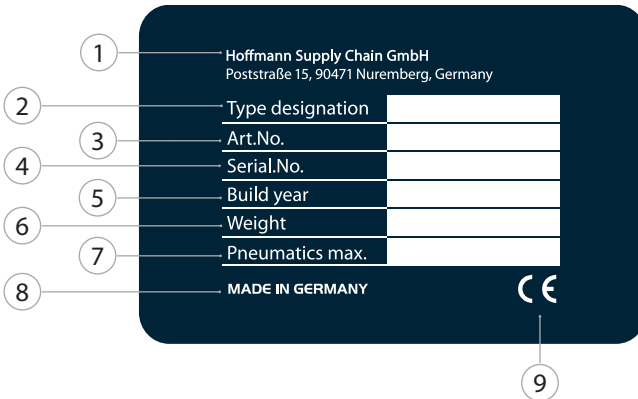 1 Hoffmann Supply Chain GmbH
Poststraße 15, 90471 Nuremberg, Germany
2 Type designation
3 Art.No.
4 Serial.No.
5 Build year
6 Weight
7 Pneumatics max.
8 MADE IN GERMANY CE
9